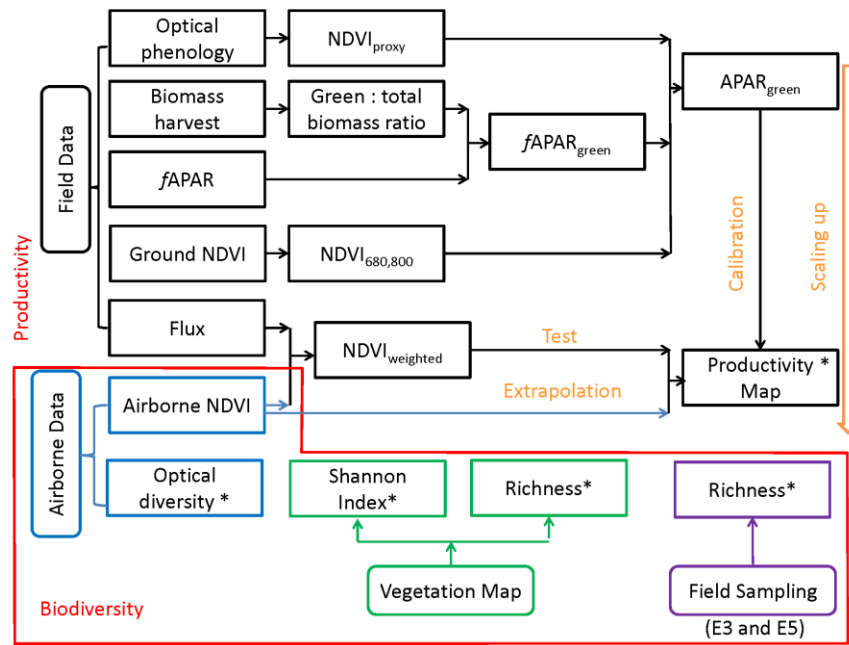 Optical
phenology
NDVIproxy
APARgreen
Biomass
harvest
Green : total
biomass ratio
fAPARgreen
fAPAR
Field Data
Ground NDVI
NDVI680,800
Calibration
Scaling up
Productivity
Flux
NDVIweighted
Test
Productivity *
Map
Extrapolation
Airborne Data
Airborne NDVI
Optical
diversity *
Shannon
Index*
Richness*
Richness*
Vegetation Map
Field Sampling
(E3 and E5)
Biodiversity